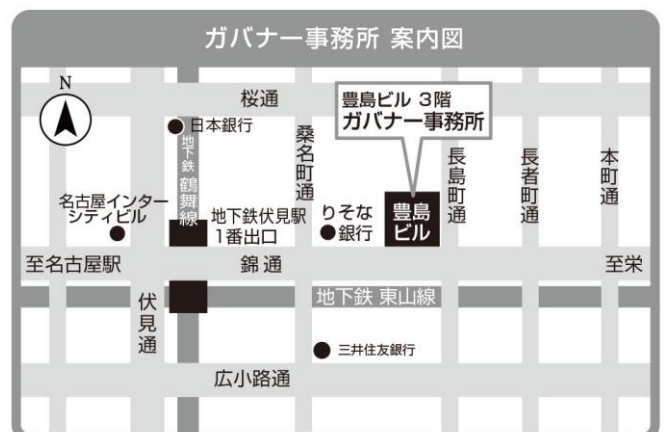 ガバナー事務所 案内図
N
桜通
豊島ビル 3階
ガバナー事務所
日本銀行
地下鉄 鶴舞線
桑名町通
長島町通
長者町通
本町通
名古屋インター
シティビル
地下鉄伏見駅
1番出口
りそな
銀行
豊島
ビル
至名古屋駅
錦通
至栄
伏見通
地下鉄 東山線
三井住友銀行
広小路通